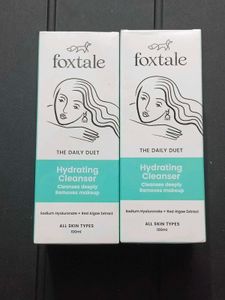 foxtale
THE DAILY DUET
Hydrating
Cleanser
Cleanses deeply
Removes makeup
Sodium Hyaluronate + Red Algae Extract
ALL SKIN TYPES
100ml
foxtale
THE DAILY DUET
Hydrating
Cleanser
Cleanses deeply
Removes makeup
Sodium Hyaluronate + Red Algae Extract
ALL SKIN TYPES
100ml